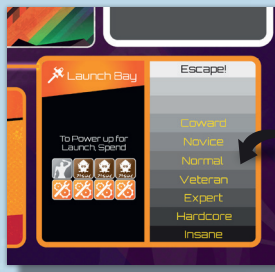 Launch Bay
To Power up for
Launch, Spend
Escape!
Coward
Novice
Normal
Veteran
Expert
Hardcore
Insane